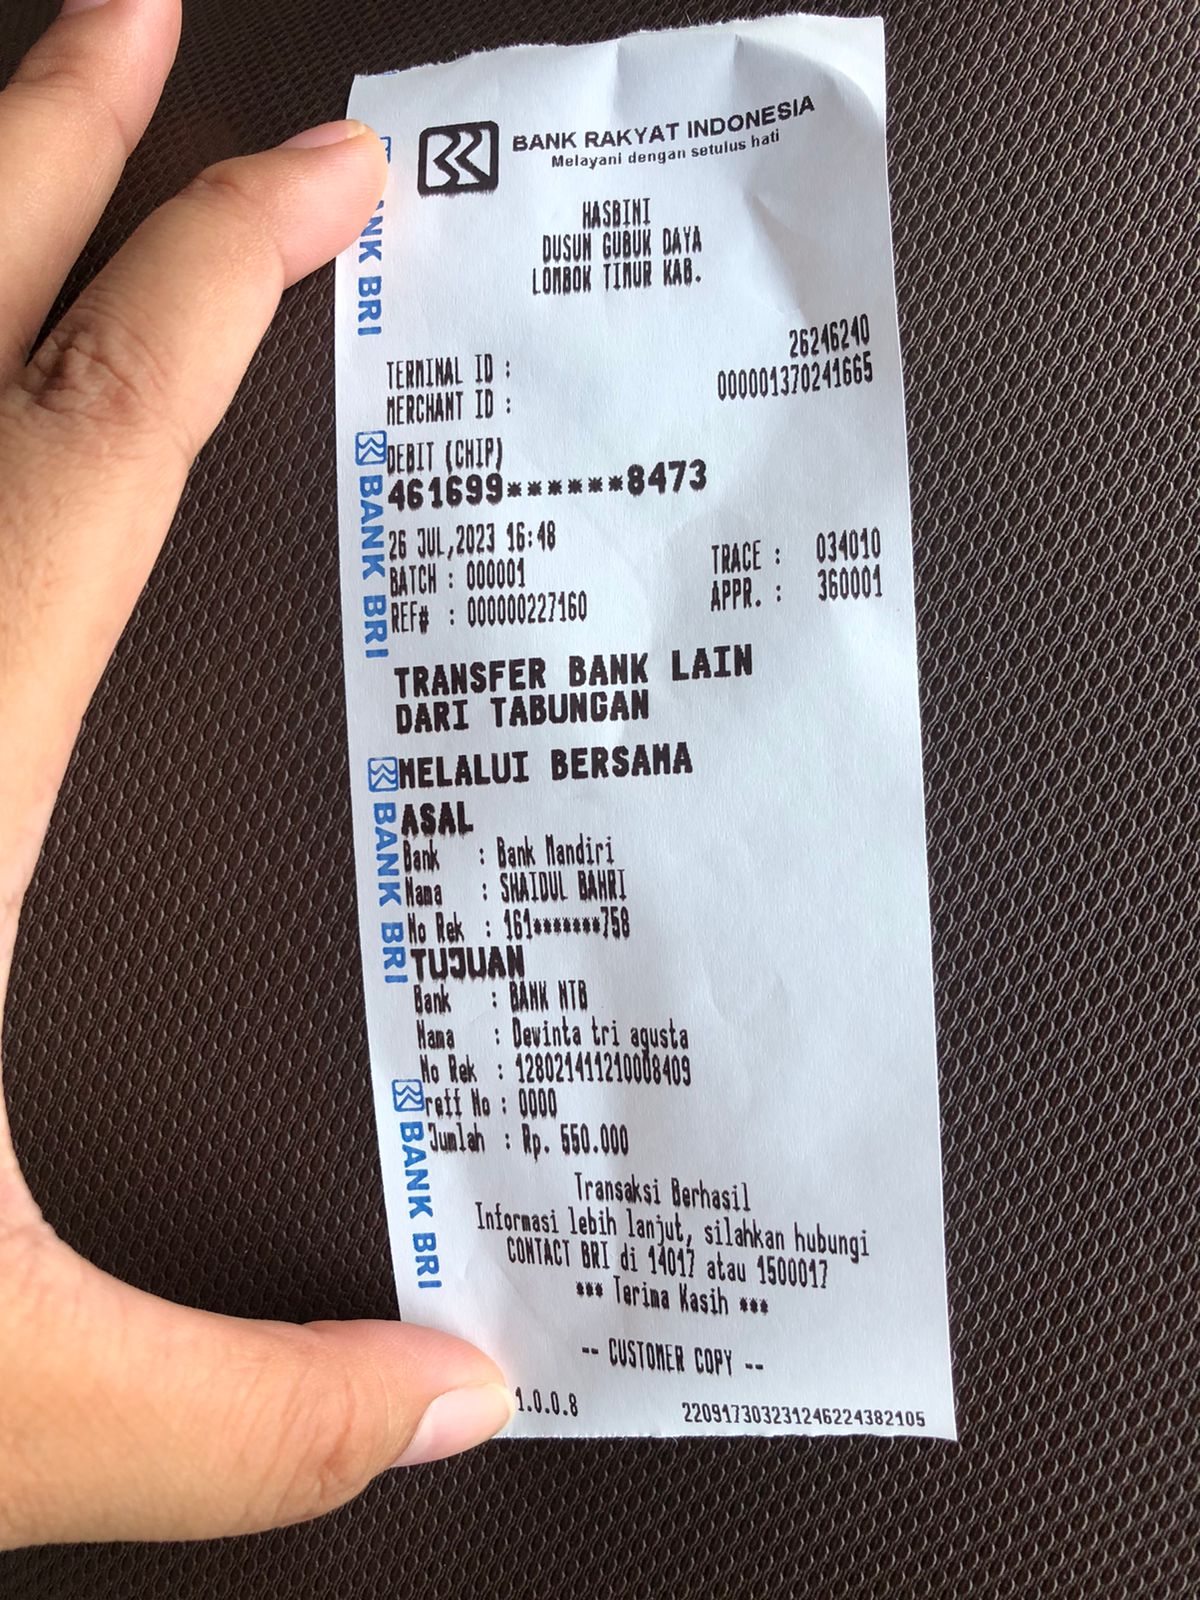 BANK RAKYAT INDONESIA
Melayani dengan setulus hati
HASBINI
DUSUN GUBUK DAYA
LOMBOK TIMUR KAB.
TERMINAL ID : 26246240
MERCHANT ID : 000001370241665
DEBIT (CHIP)
461699******8473
26 JUL,2023 16:48
BATCH : 000001 TRACE : 034010
REF# : 000000227160 APPR. : 360001
TRANSFER BANK LAIN
DARI TABUNGAN
MELALUI BERSAMA
ASAL
Bank : Bank Mandiri
Nama : SHAIDUL BAHRI
No Rek : 161*******758
TUJUAN
Bank : BANK NTB
Nama : Dewinta tri agusta
No Rek : 128021411210008409
reff No : 0000
Jumlah : Rp. 550.000
Transaksi Berhasil
Informasi lebih lanjut, silahkan hubungi
CONTACT BRI di 14017 atau 1500017
*** Terima Kasih ***
-- CUSTOMER COPY --
1.0.0.8 220917303231246224382105
BANK BRI
BANK BRI
BANK BRI
BANK BRI